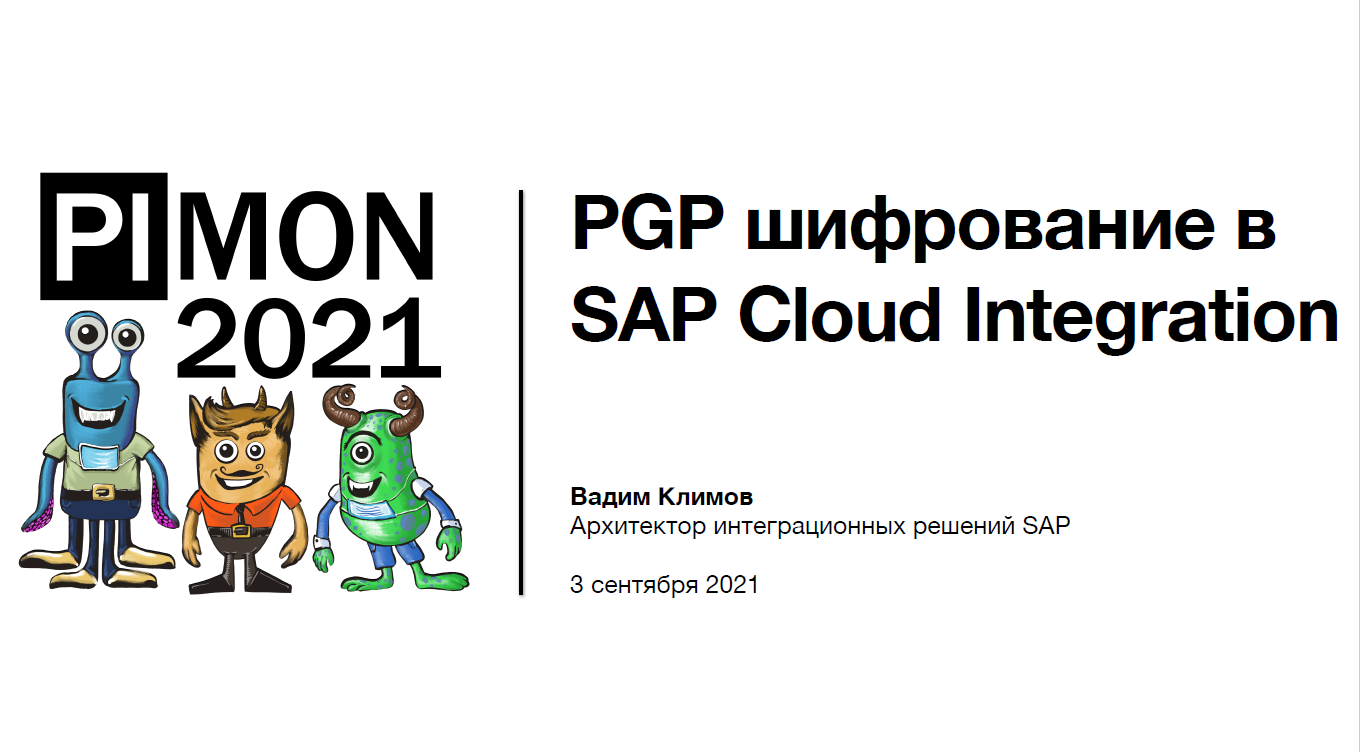 PIMON
2021
PGP шифрование в
SAP Cloud Integration
Вадим Климов
Архитектор интеграционных решений SAP
3 сентября 2021